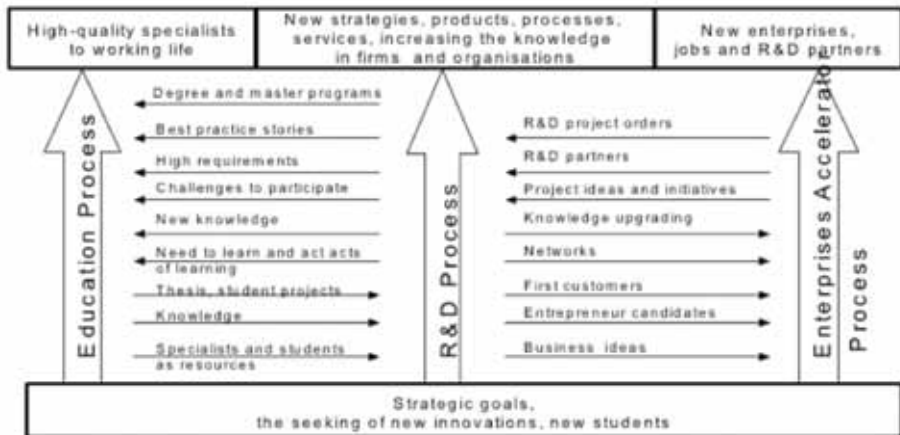 High-quality specialists
to working life
New strategies, products, processes,
services, increasing the knowledge
in firms and organisations
New enterprises,
jobs and R&D partners
Degree and master programs
Best practice stories
High requirements
Challenges to participate
New knowledge
Need to learn and act acts
of learning
Thesis, student projects
Knowledge
Specialists and students
as resources
R&D project orders
R&D partners
Project ideas and initiatives
Knowledge upgrading
Networks
First customers
Entrepreneur candidates
Business ideas
Education Process
R&D Process
Enterprises Accelerator
Process
Strategic goals,
the seeking of new innovations, new students